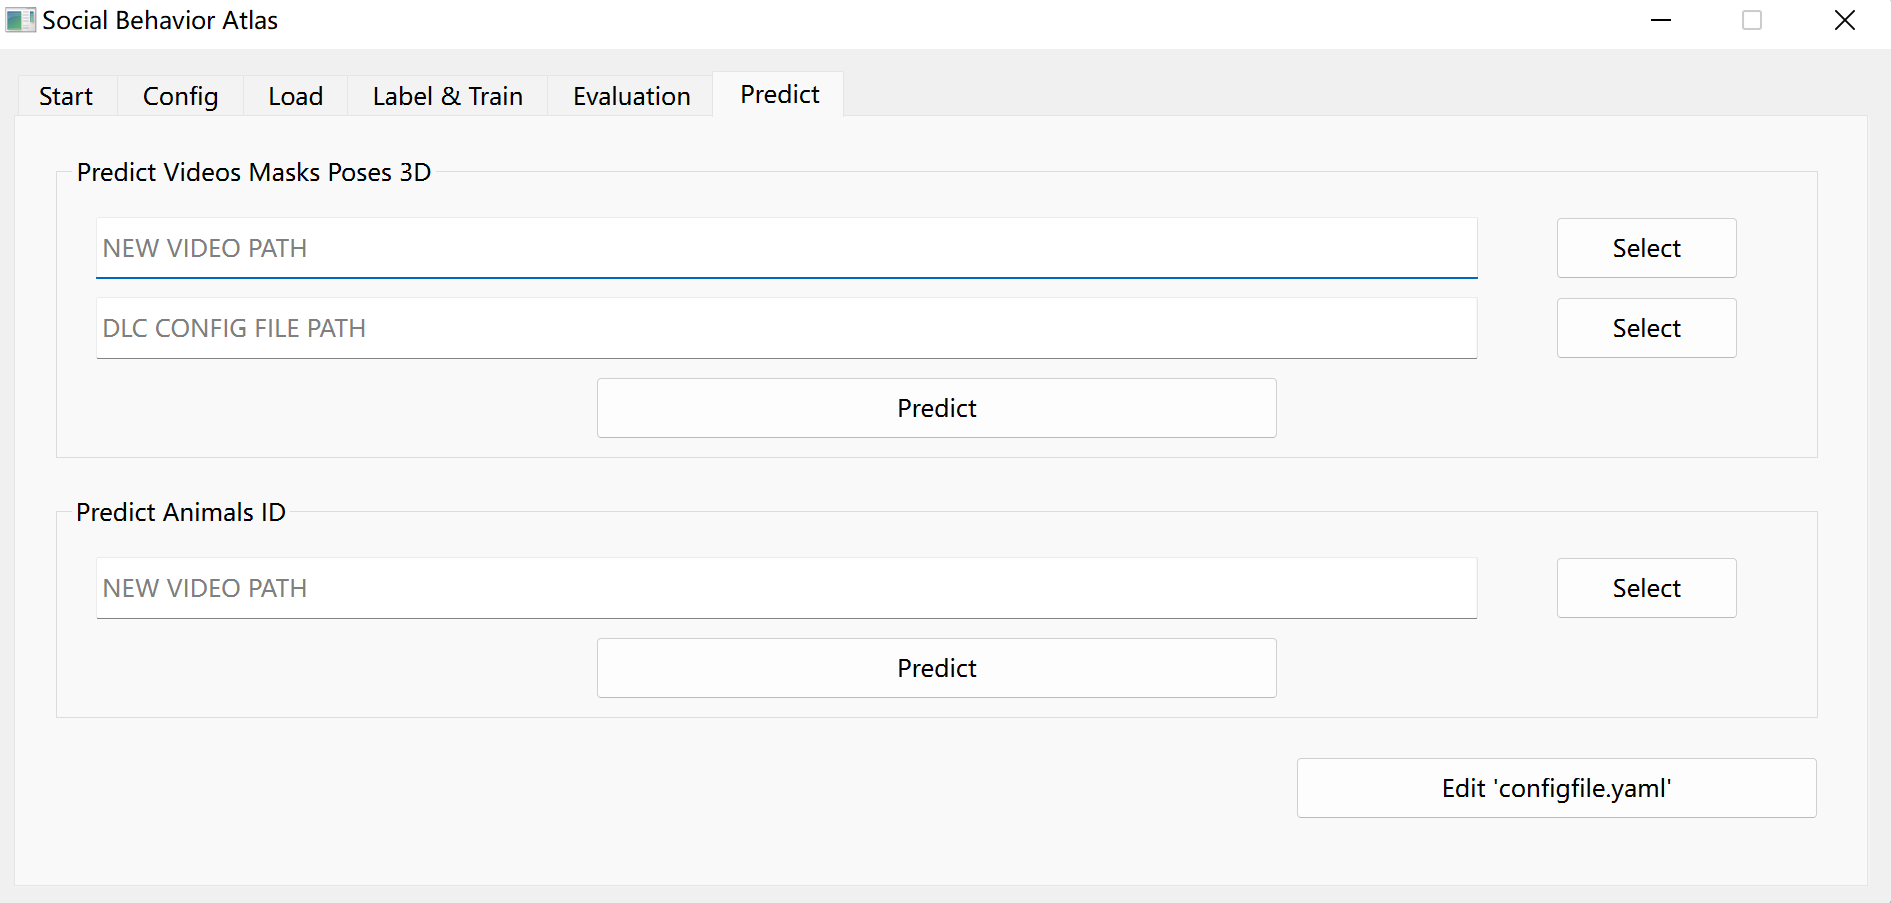 Social Behavior Atlas
Start Config Load Label & Train Evaluation Predict
Predict Videos Masks Poses 3D
NEW VIDEO PATH Select
DLC CONFIG FILE PATH Select
Predict
Predict Animals ID
NEW VIDEO PATH Select
Predict
Edit 'configfile.yaml'